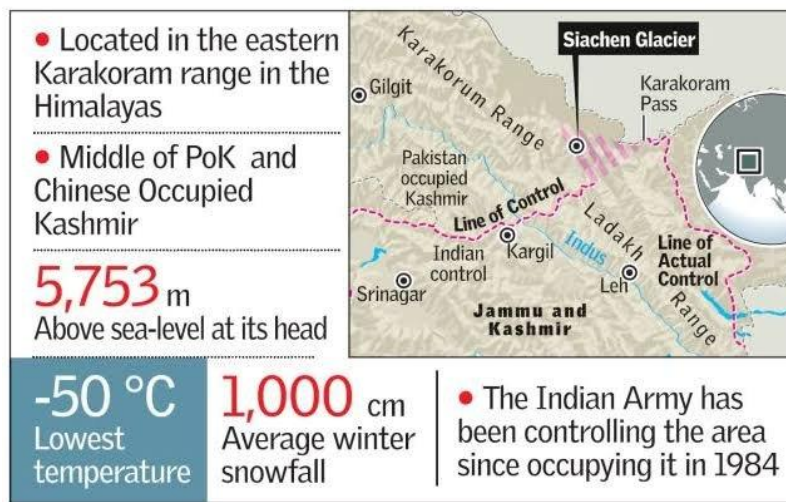 • Located in the eastern
Karakoram range in the
Himalayas
• Middle of PoK and
Chinese Occupied
Kashmir
5,753 m
Above sea-level at its head
-50 °C
Lowest
temperature
1,000 cm
Average winter
snowfall
• The Indian Army has
been controlling the area
since occupying it in 1984
Siachen Glacier
Karakorum Range
Gilgit
Karakoram
Pass
Pakistan
occupied
Kashmir
Line of Control
Indian
control
Kargil
Indus
Ladakh Range
Line of
Actual
Control
Srinagar
Leh
Jammu and
Kashmir